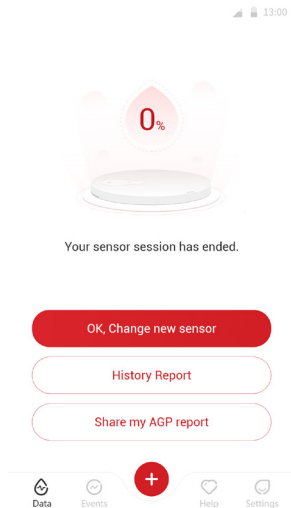 13:00
0%
Your sensor session has ended.
OK, Change new sensor
History Report
Share my AGP report
Data
Events
+
Help
Settings